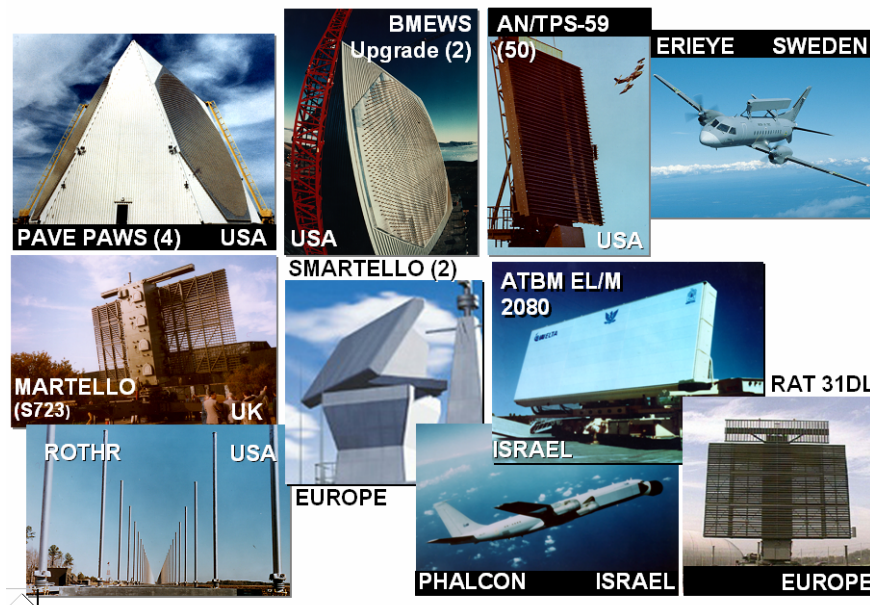 BMEWS
Upgrade (2)
AN/TPS-59
(50)
ERIEYE SWEDEN
PAVE PAWS (4) USA
USA
USA
SMARTELLO (2)
ATBM EL/M
2080
ELTA
MARTELLO
(S723) UK
RAT 31DL
ROTHR USA
ISRAEL
EUROPE
PHALCON ISRAEL
EUROPE